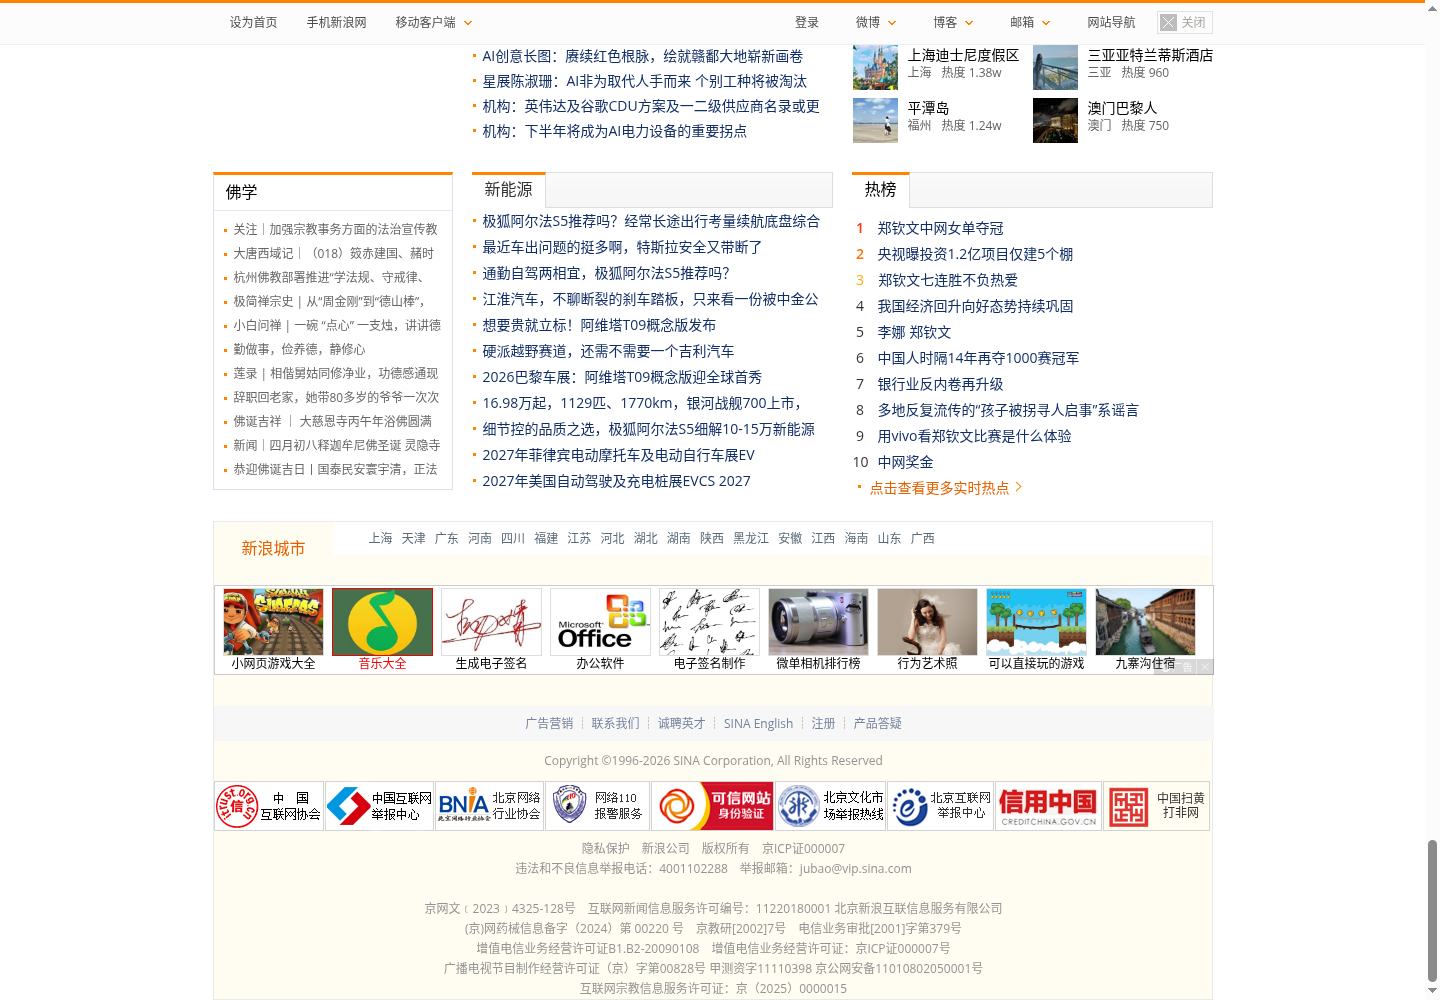 设为首页 手机新浪网 移动客户端 登录 微博 博客 邮箱 网站导航 关闭
AI创意长图：赓续红色根脉，绘就赣鄱大地崭新画卷
星展陈淑珊：AI非为取代人手而来 个别工种将被淘汰
机构：英伟达及谷歌CDU方案及一二级供应商名录或更
机构：下半年将成为AI电力设备的重要拐点
上海迪士尼度假区
上海 热度 1.38w
三亚亚特兰蒂斯酒店
三亚 热度 960
平潭岛
福州 热度 1.24w
澳门巴黎人
澳门 热度 750
佛学
关注｜加强宗教事务方面的法治宣传教
大唐西域记｜（018）笯赤建国、赭时
杭州佛教部署推进“学法规、守戒律、
极简禅宗史 | 从“周金刚”到“德山棒”，
小白问禅 | 一碗 “点心” 一支烛，讲讲德
勤做事，俭养德，静修心
莲录 | 相偕舅姑同修净业，功德感通现
辞职回老家，她带80多岁的爷爷一次次
佛诞吉祥 ｜ 大慈恩寺丙午年浴佛圆满
新闻｜四月初八释迦牟尼佛圣诞 灵隐寺
恭迎佛诞吉日丨国泰民安寰宇清，正法
新能源
极狐阿尔法S5推荐吗？经常长途出行考量续航底盘综合
最近车出问题的挺多啊，特斯拉安全又带断了
通勤自驾两相宜，极狐阿尔法S5推荐吗？
江淮汽车，不聊断裂的刹车踏板，只来看一份被中金公
想要贵就立标！阿维塔T09概念版发布
硬派越野赛道，还需不需要一个吉利汽车
2026巴黎车展：阿维塔T09概念版迎全球首秀
16.98万起，1129匹、1770km，银河战舰700上市，
细节控的品质之选，极狐阿尔法S5细解10-15万新能源
2027年菲律宾电动摩托车及电动自行车展EV
2027年美国自动驾驶及充电桩展EVCS 2027
热榜
1 郑钦文中网女单夺冠
2 央视曝投资1.2亿项目仅建5个棚
3 郑钦文七连胜不负热爱
4 我国经济回升向好态势持续巩固
5 李娜 郑钦文
6 中国人时隔14年再夺1000赛冠军
7 银行业反内卷再升级
8 多地反复流传的“孩子被拐寻人启事”系谣言
9 用vivo看郑钦文比赛是什么体验
10 中网奖金
点击查看更多实时热点
新浪城市
上海 天津 广东 河南 四川 福建 江苏 河北 湖北 湖南 陕西 黑龙江 安徽 江西 海南 山东 广西
Microsoft
Office
小网页游戏大全 音乐大全 生成电子签名 办公软件 电子签名制作 微单相机排行榜 行为艺术照 可以直接玩的游戏 九寨沟住宿
广告
广告营销 联系我们 诚聘英才 SINA English 注册 产品答疑
Copyright ©1996-2026 SINA Corporation, All Rights Reserved
中 国
互联网协会
中国互联网
举报中心
BNIA
北京网络
行业协会
网络110
报警服务
可信网站
身份验证
北京文化市
场举报热线
北京互联网
举报中心
信用中国
CREDITCHINA.GOV.CN
中国扫黄
打非网
隐私保护 新浪公司 版权所有 京ICP证000007
违法和不良信息举报电话：4001102288 举报邮箱：jubao@vip.sina.com
京网文﹝2023﹞4325-128号 互联网新闻信息服务许可编号：11220180001 北京新浪互联信息服务有限公司
(京)网药械信息备字（2024）第 00220 号 京教研[2002]7号 电信业务审批[2001]字第379号
增值电信业务经营许可证B1.B2-20090108 增值电信业务经营许可证：京ICP证000007号
广播电视节目制作经营许可证（京）字第00828号 甲测资字11110398 京公网安备11010802050001号
互联网宗教信息服务许可证：京（2025）0000015